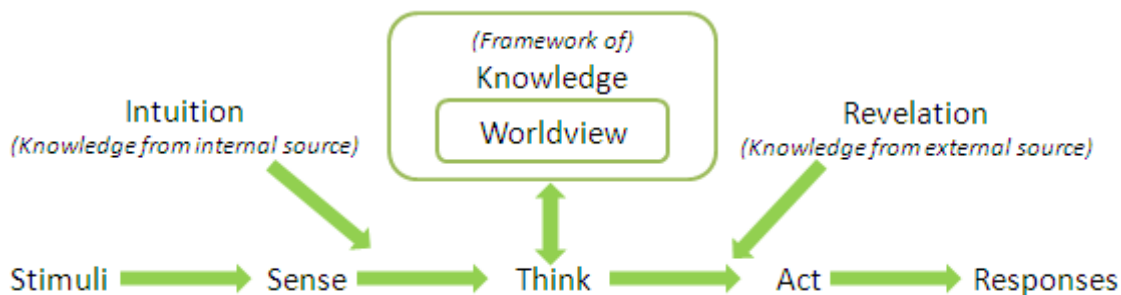 (Framework of)
Knowledge
Worldview
Intuition
(Knowledge from internal source)
Revelation
(Knowledge from external source)
Stimuli
Sense
Think
Act
Responses